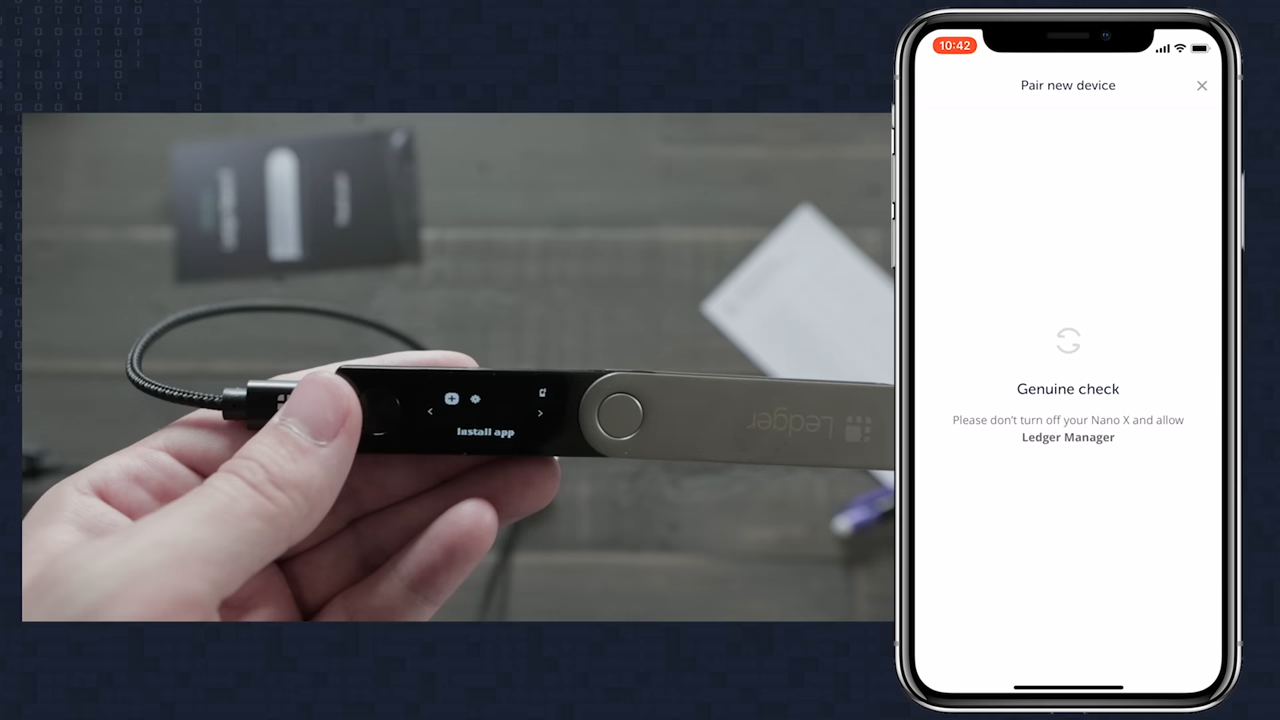 10:42
Pair new device
Genuine check
Please don't turn off your Nano X and allow
Ledger Manager
Install app
Ledger